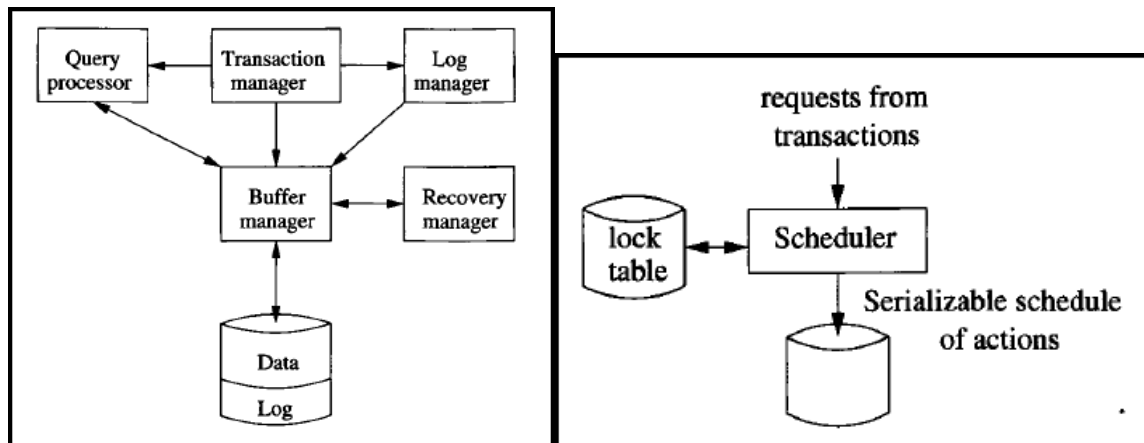 Query
processor
Transaction
manager
Log
manager
Buffer
manager
Recovery
manager
Data
Log
requests from
transactions
lock
table
Scheduler
Serializable schedule
of actions